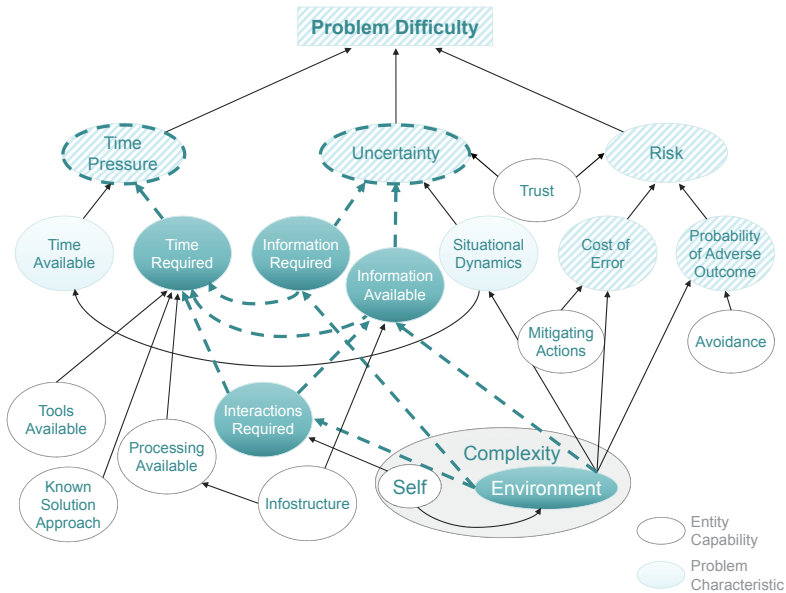 Problem Difficulty
Time
Pressure
Uncertainty
Risk
Trust
Time
Available
Time
Required
Information
Required
Information
Available
Situational
Dynamics
Cost of
Error
Probability
of Adverse
Outcome
Mitigating
Actions
Avoidance
Tools
Available
Interactions
Required
Processing
Available
Known
Solution
Approach
Infostructure
Complexity
Self
Environment
Entity
Capability
Problem
Characteristic